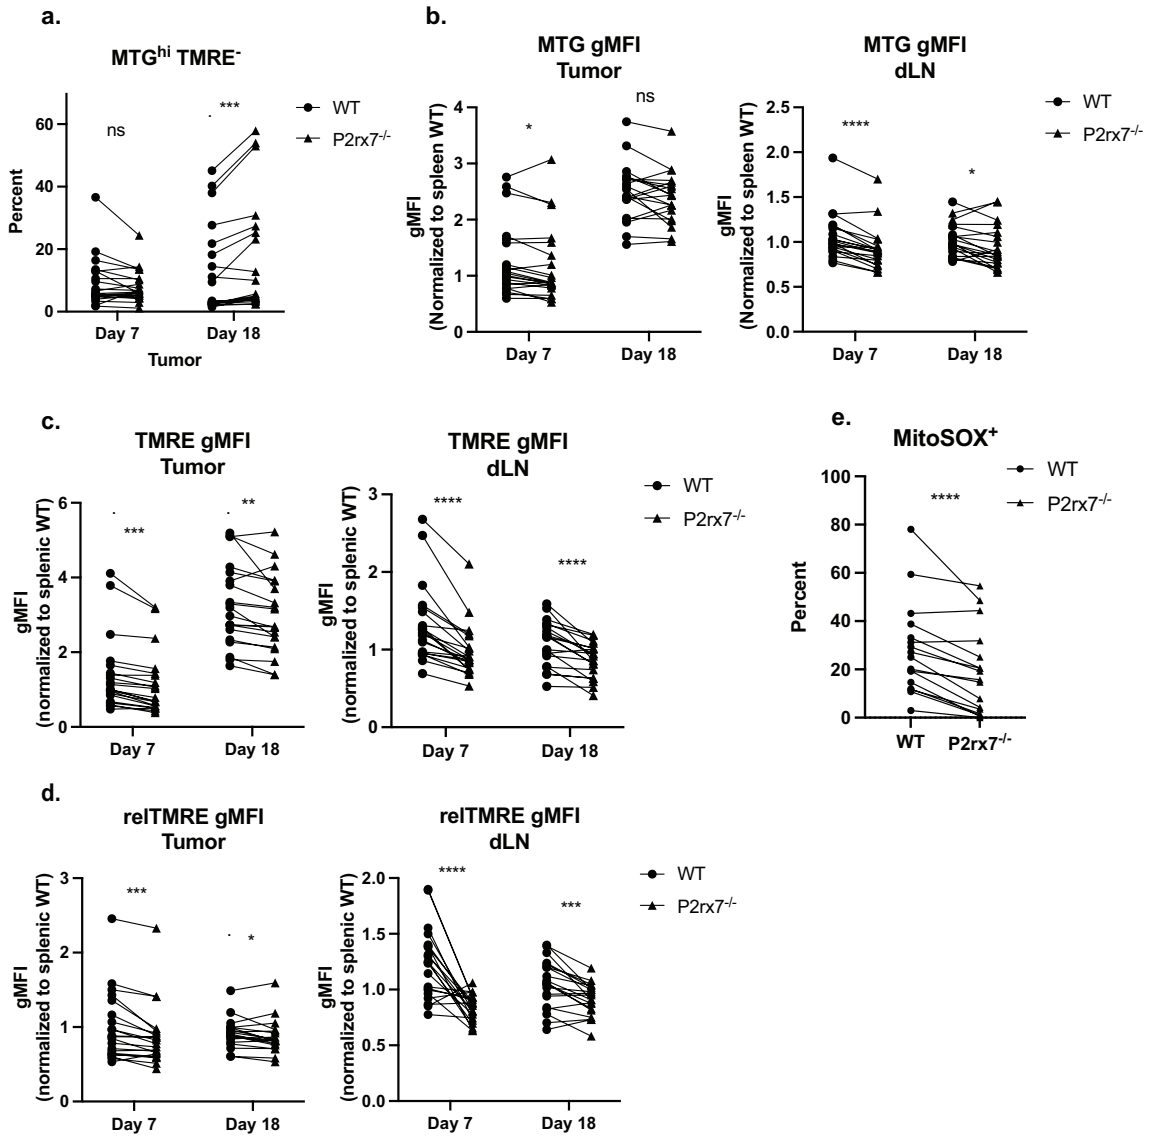 a.
MTGhi TMRE-
Percent
60
40
20
0
ns
***
WT
P2rx7-/-
Day 7
Day 18
Tumor
b.
MTG gMFI
Tumor
gMFI
(Normalized to spleen WT)
4
3
2
1
0
*
ns
Day 7
Day 18
MTG gMFI
dLN
gMFI
(Normalized to spleen WT)
2.5
2.0
1.5
1.0
0.5
0.0
****
*
WT
P2rx7-/-
Day 7
Day 18
c.
TMRE gMFI
Tumor
gMFI
(normalized to splenic WT)
6
4
2
0
***
**
Day 7
Day 18
TMRE gMFI
dLN
gMFI
(normalized to splenic WT)
3
2
1
0
****
****
WT
P2rx7-/-
Day 7
Day 18
e.
MitoSOX+
Percent
100
80
60
40
20
0
****
WT
P2rx7-/-
WT
P2rx7-/-
d.
relTMRE gMFI
Tumor
gMFI
(normalized to splenic WT)
3
2
1
0
***
*
Day 7
Day 18
relTMRE gMFI
dLN
gMFI
(normalized to splenic WT)
2.0
1.5
1.0
0.5
0.0
****
***
WT
P2rx7-/-
Day 7
Day 18